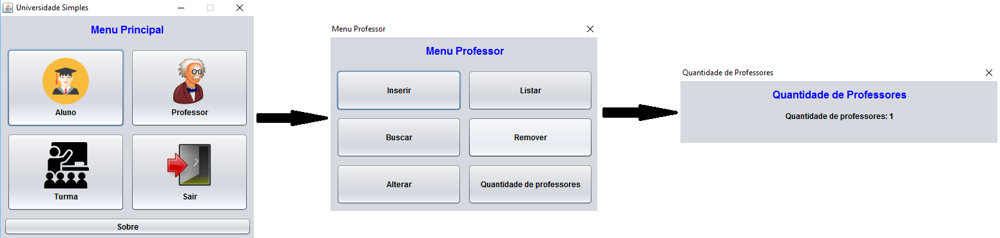 Universidade Simples
Menu Principal
Aluno
Professor
Turma
Sair
Sobre
Menu Professor
Menu Professor
Inserir
Listar
Buscar
Remover
Alterar
Quantidade de professores
Quantidade de Professores
Quantidade de Professores
Quantidade de professores: 1